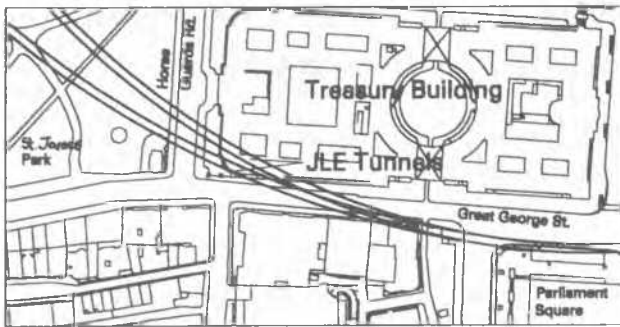 Horse
Guards Rd.
Treasury Building
St. James
Park
JLE Tunnels
Great George St.
Parliament
Square